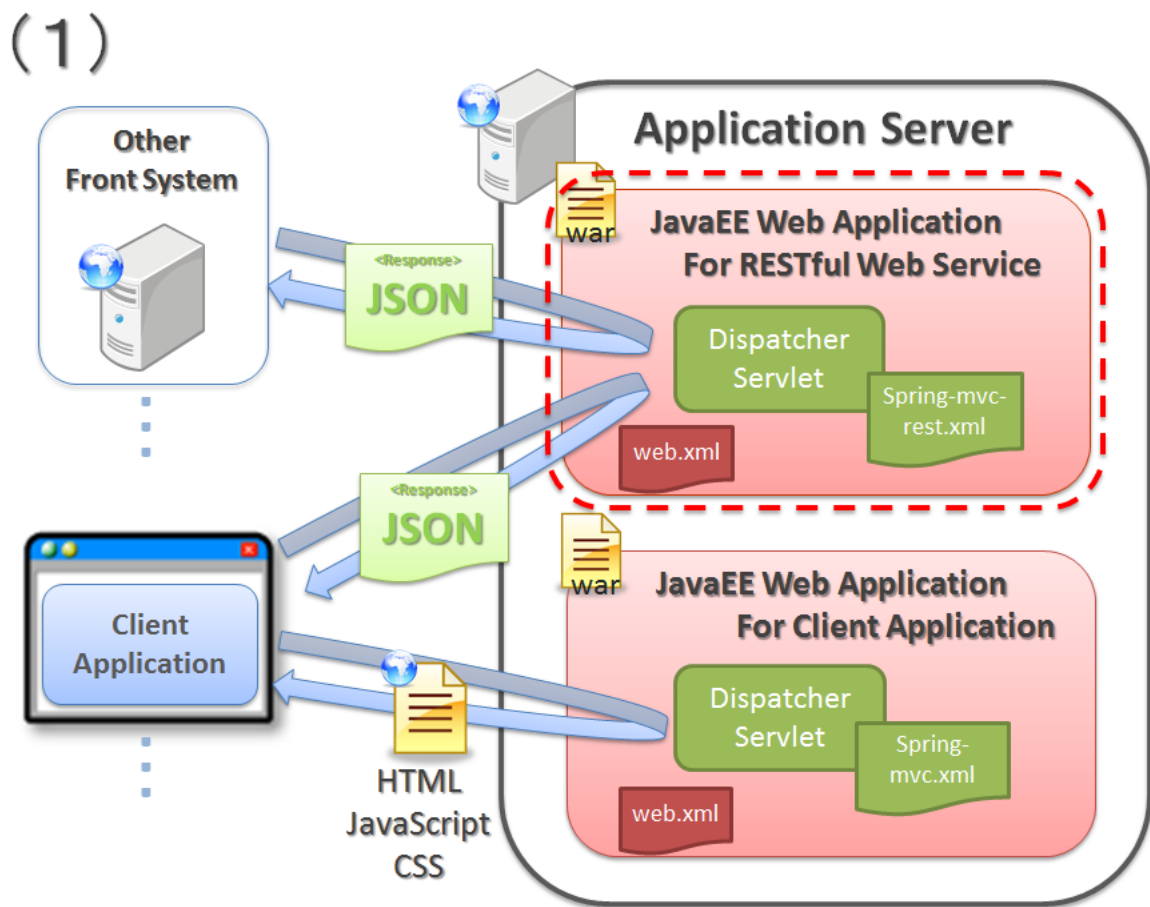 （1）
Other
Front System
Application Server
war
JavaEE Web Application
For RESTful Web Service
<Response>
JSON
Dispatcher
Servlet
Spring-mvc-
rest.xml
web.xml
<Response>
JSON
war
JavaEE Web Application
For Client Application
Client
Application
Dispatcher
Servlet
Spring-
mvc.xml
web.xml
HTML
JavaScript
CSS